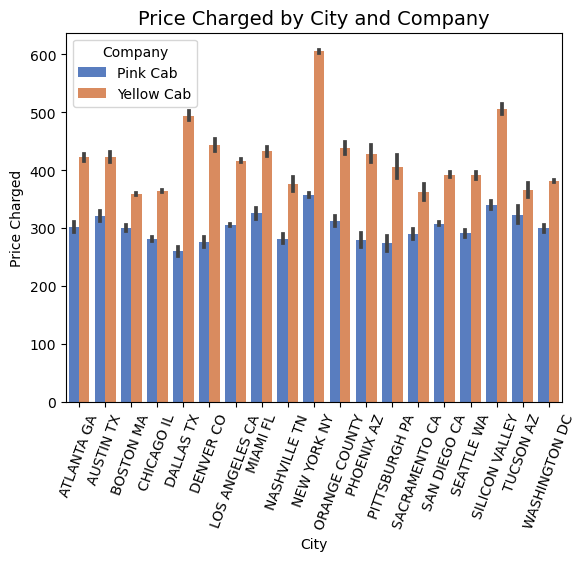 Price Charged by City and Company
Company
Pink Cab
Yellow Cab
Price Charged
600
500
400
300
200
100
0
ATLANTA GA
AUSTIN TX
BOSTON MA
CHICAGO IL
DALLAS TX
DENVER CO
LOS ANGELES CA
MIAMI FL
NASHVILLE TN
NEW YORK NY
ORANGE COUNTY
PHOENIX AZ
PITTSBURGH PA
SACRAMENTO CA
SAN DIEGO CA
SEATTLE WA
SILICON VALLEY
TUCSON AZ
WASHINGTON DC
City